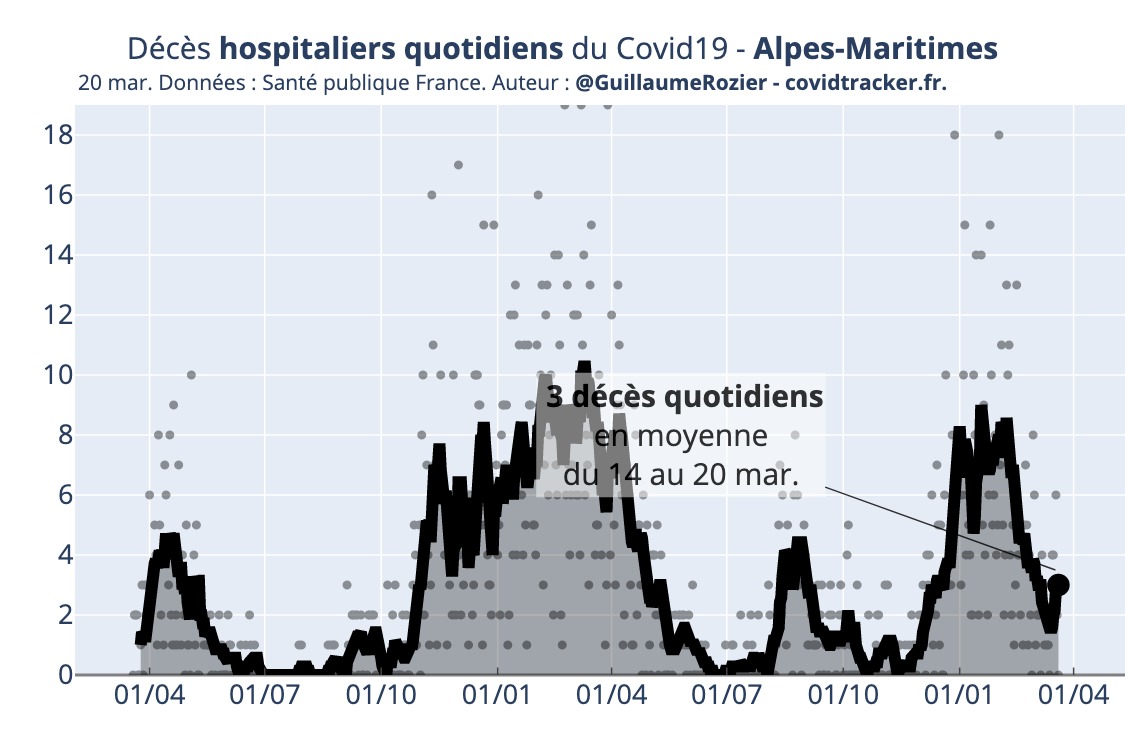 Décès hospitaliers quotidiens du Covid19 - Alpes-Maritimes
20 mar. Données : Santé publique France. Auteur : @GuillaumeRozier - covidtracker.fr.
18
16
14
12
10
8
6
4
2
0
3 décès quotidiens
en moyenne
du 14 au 20 mar.
01/04 01/07 01/10 01/01 01/04 01/07 01/10 01/01 01/04